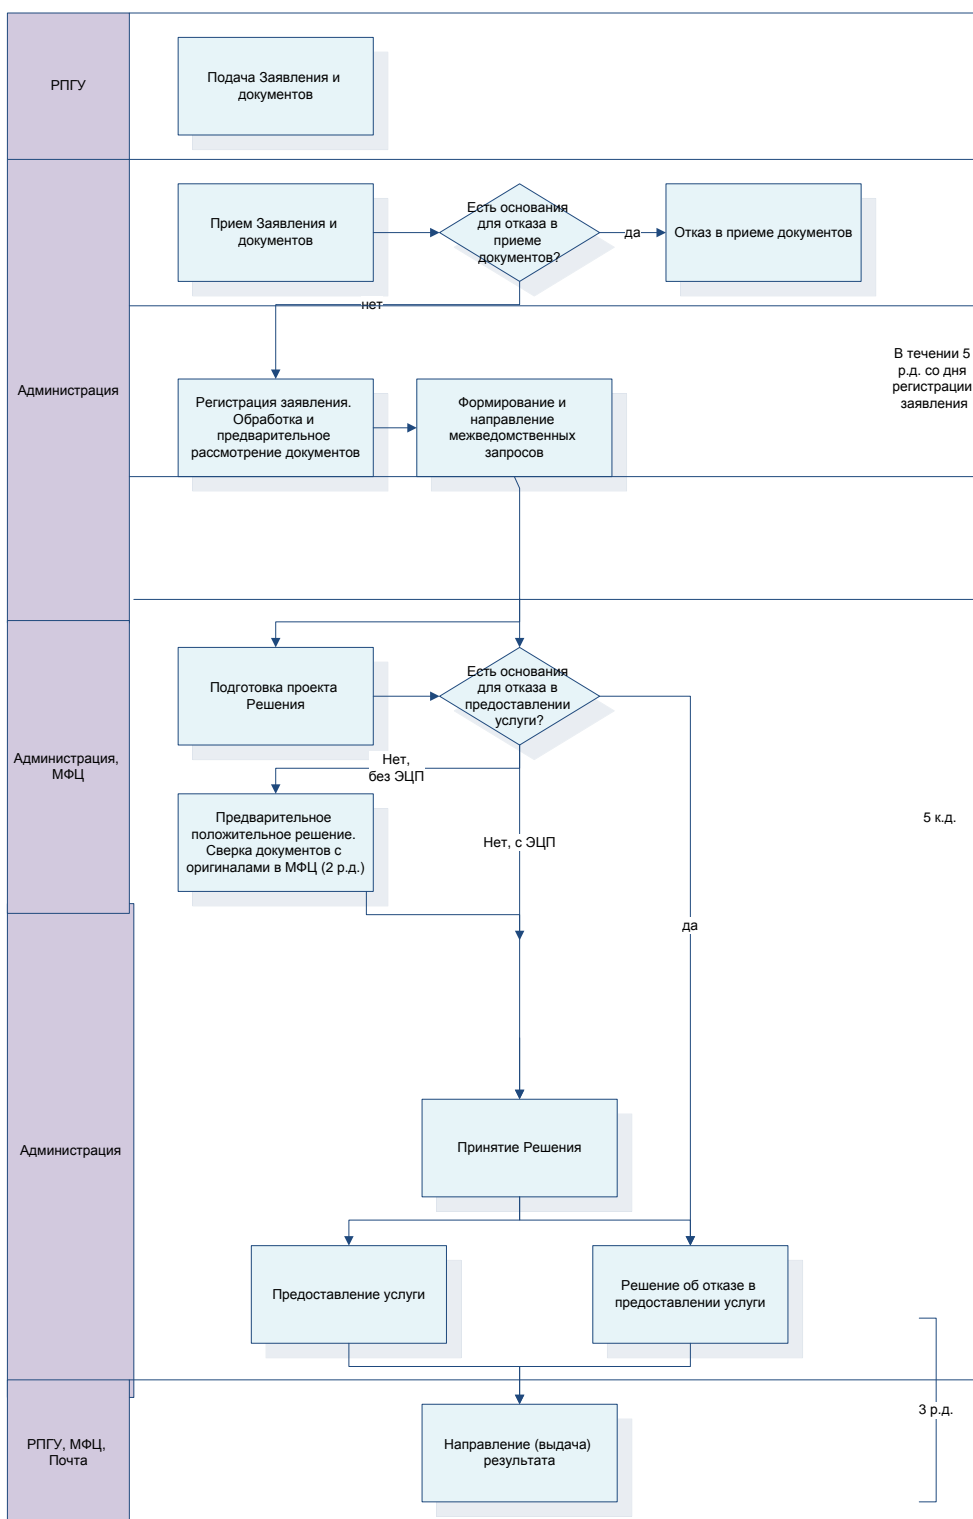 РПГУ
Подача Заявления и
документов
Прием Заявления и
документов
Есть основания
для отказа в
приеме
документов?
да
Отказ в приеме документов
нет
Администрация
В течении 5
р.д. со дня
регистрации
заявления
Регистрация заявления.
Обработка и
предварительное
рассмотрение документов
Формирование и
направление
межведомственных
запросов
Администрация,
МФЦ
Подготовка проекта
Решения
Есть основания
для отказа в
предоставлении
услуги?
Нет,
без ЭЦП
Предварительное
положительное решение.
Сверка документов с
оригиналами в МФЦ (2 р.д.)
Нет, с ЭЦП
5 к.д.
да
Администрация
Принятие Решения
Предоставление услуги
Решение об отказе в
предоставлении услуги
3 р.д.
РПГУ, МФЦ,
Почта
Направление (выдача)
результата